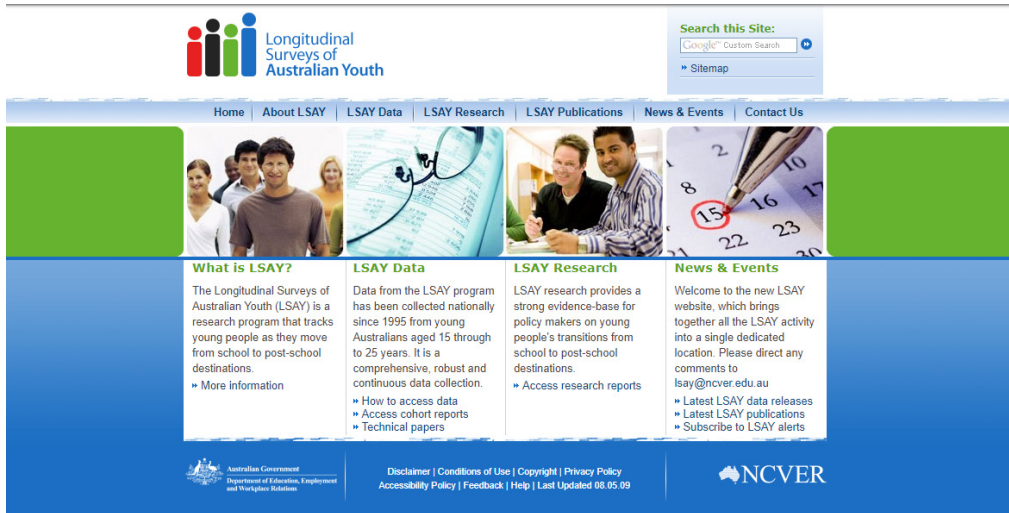 Longitudinal
Surveys of
Australian Youth
Search this Site:
Google™ Custom Search
Sitemap
Home
About LSAY
LSAY Data
LSAY Research
LSAY Publications
News & Events
Contact Us
2
8
10
15
16
17
22
23
What is LSAY?
The Longitudinal Surveys of
Australian Youth (LSAY) is a
research program that tracks
young people as they move
from school to post-school
destinations.
More information
LSAY Data
Data from the LSAY program
has been collected nationally
since 1995 from young
Australians aged 15 through
to 25 years. It is a
comprehensive, robust and
continuous data collection.
How to access data
Access cohort reports
Technical papers
LSAY Research
LSAY research provides a
strong evidence-base for
policy makers on young
people's transitions from
school to post-school
destinations.
Access research reports
News & Events
Welcome to the new LSAY
website, which brings
together all the LSAY activity
into a single dedicated
location. Please direct any
comments to
lsay@ncver.edu.au
Latest LSAY data releases
Latest LSAY publications
Subscribe to LSAY alerts
Australian Government
Department of Education, Employment
and Workplace Relations
Disclaimer | Conditions of Use | Copyright | Privacy Policy
Accessibility Policy | Feedback | Help | Last Updated 08.05.09
NCVER